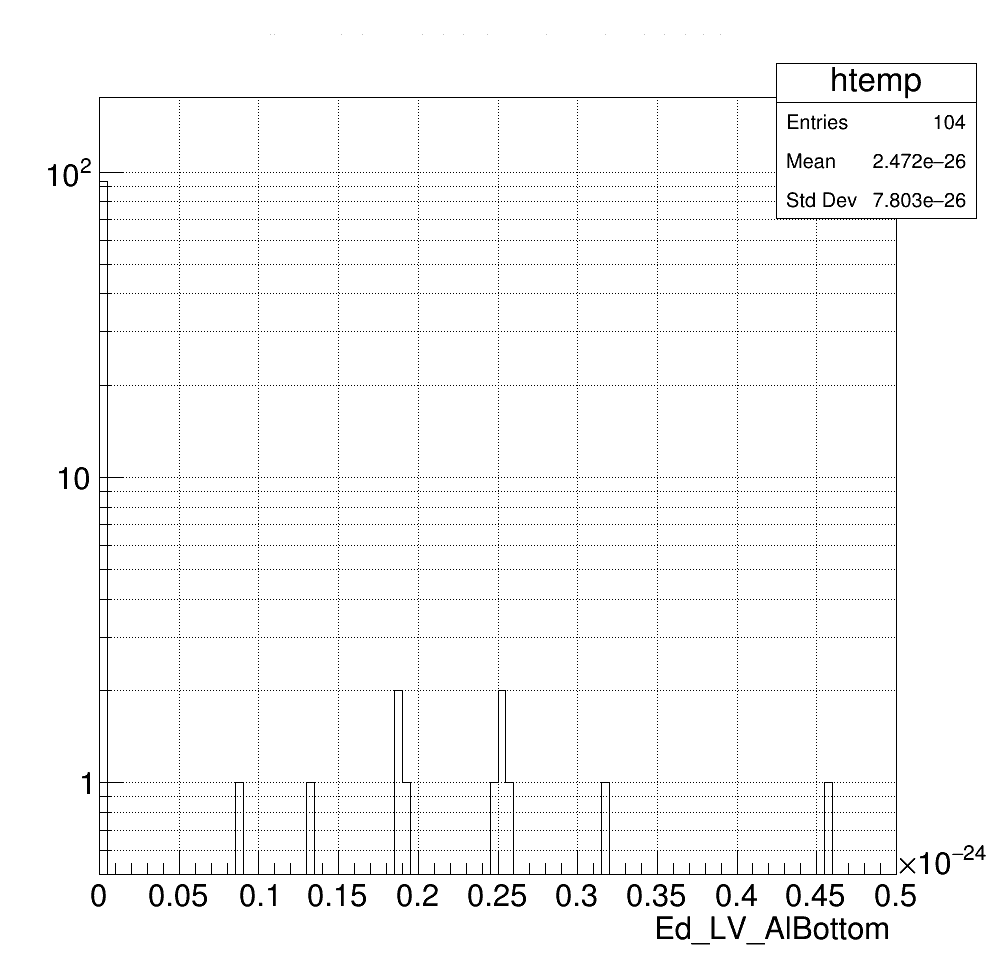 htemp
Entries 104
Mean 2.472e–26
Std Dev 7.803e–26
10²
10
1
0 0.05 0.1 0.15 0.2 0.25 0.3 0.35 0.4 0.45 0.5
×10⁻²⁴
Ed_LV_AlBottom